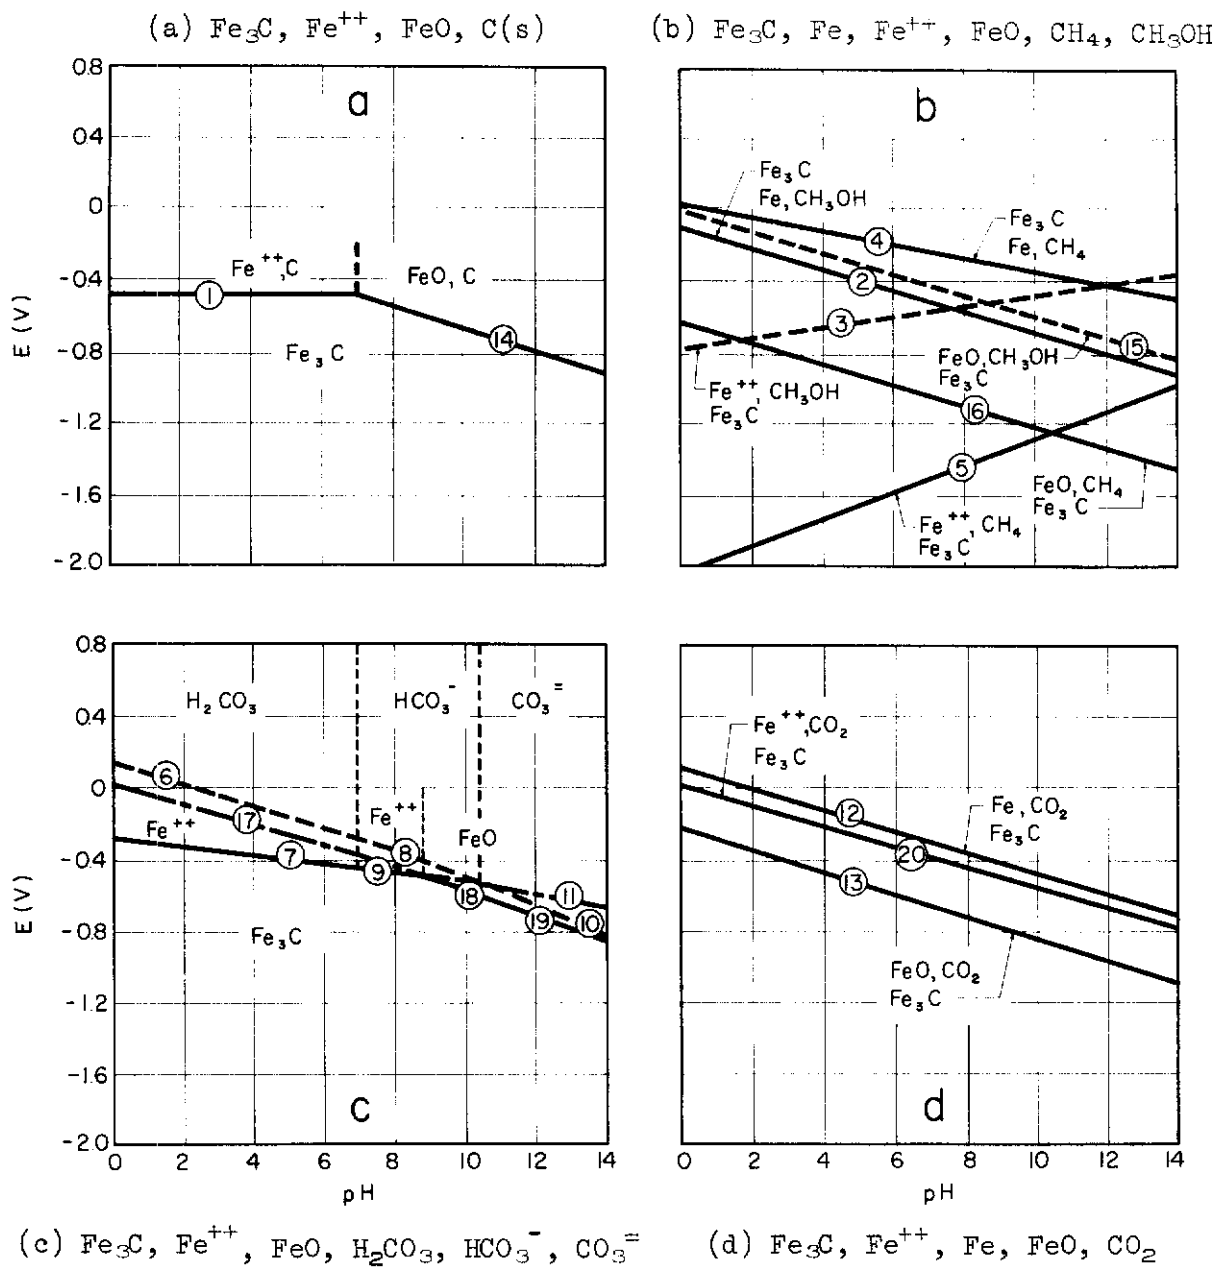 (a) Fe₃C, Fe⁺⁺, FeO, C(s)
(b) Fe₃C, Fe, Fe⁺⁺, FeO, CH₄, CH₃OH
a
0.8
0.4
0
-0.4
-0.8
-1.2
-1.6
-2.0
E (V)
Fe⁺⁺, C
FeO, C
1
14
Fe₃C
b
Fe₃C
Fe, CH₃OH
4
Fe₃C
Fe, CH₄
2
3
15
FeO, CH₃OH
Fe₃C
Fe⁺⁺, CH₃OH
Fe₃C
16
5
FeO, CH₄
Fe₃C
Fe⁺⁺, CH₄
Fe₃C
0.8
0.4
0
-0.4
-0.8
-1.2
-1.6
-2.0
E (V)
H₂CO₃
HCO₃⁻
CO₃⁼
6
17
Fe⁺⁺
Fe⁺⁺
FeO
7
8
9
18
11
19
10
Fe₃C
c
0 2 4 6 8 10 12 14
pH
Fe⁺⁺, CO₂
Fe₃C
12
Fe, CO₂
Fe₃C
20
13
FeO, CO₂
Fe₃C
d
0 2 4 6 8 10 12 14
pH
(c) Fe₃C, Fe⁺⁺, FeO, H₂CO₃, HCO₃⁻, CO₃⁼
(d) Fe₃C, Fe⁺⁺, Fe, FeO, CO₂